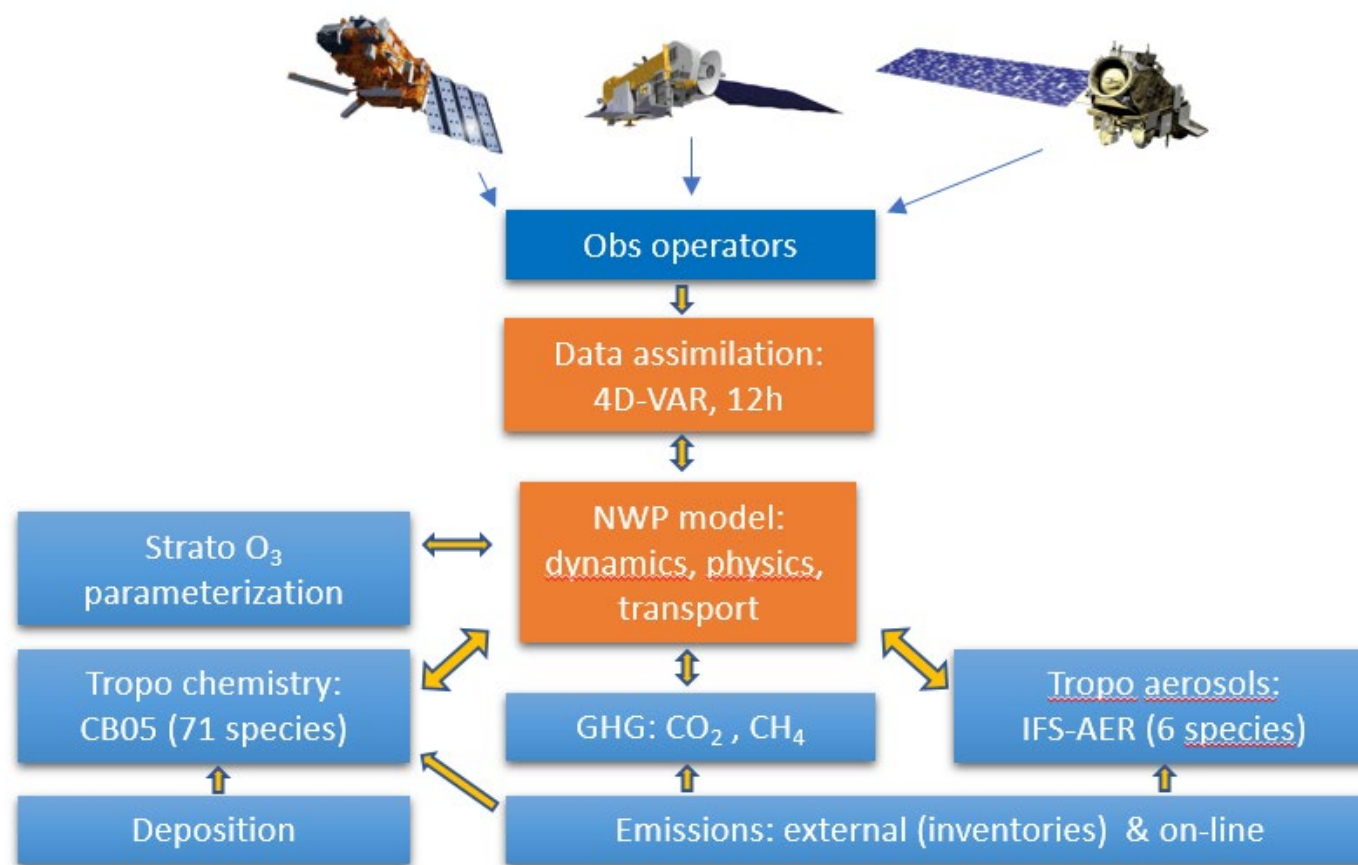 Obs operators
Data assimilation:
4D-VAR, 12h
NWP model:
dynamics, physics,
transport
Strato O₃
parameterization
Tropo chemistry:
CB05 (71 species)
GHG: CO₂ , CH₄
Tropo aerosols:
IFS-AER (6 species)
Deposition
Emissions: external (inventories) & on-line